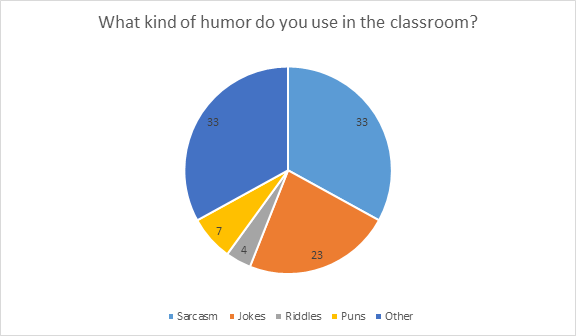 What kind of humor do you use in the classroom?
33
33
7
4
23
Sarcasm Jokes Riddles Puns Other